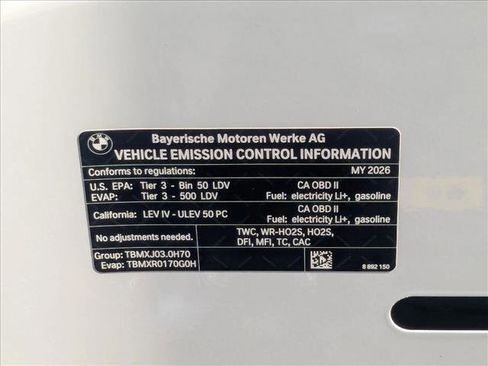 BMW
Bayerische Motoren Werke AG
VEHICLE EMISSION CONTROL INFORMATION
Conforms to regulations: MY 2026
U.S. EPA: Tier 3 - Bin 50 LDV CA OBD II
EVAP: Tier 3 - 500 LDV Fuel: electricity Li+, gasoline
California: LEV IV - ULEV 50 PC CA OBD II
Fuel: electricity Li+, gasoline
No adjustments needed. TWC, WR-HO2S, HO2S,
DFI, MFI, TC, CAC
Group: TBMXJ03.0H70
Evap: TBMXR0170G0H 8 892 150